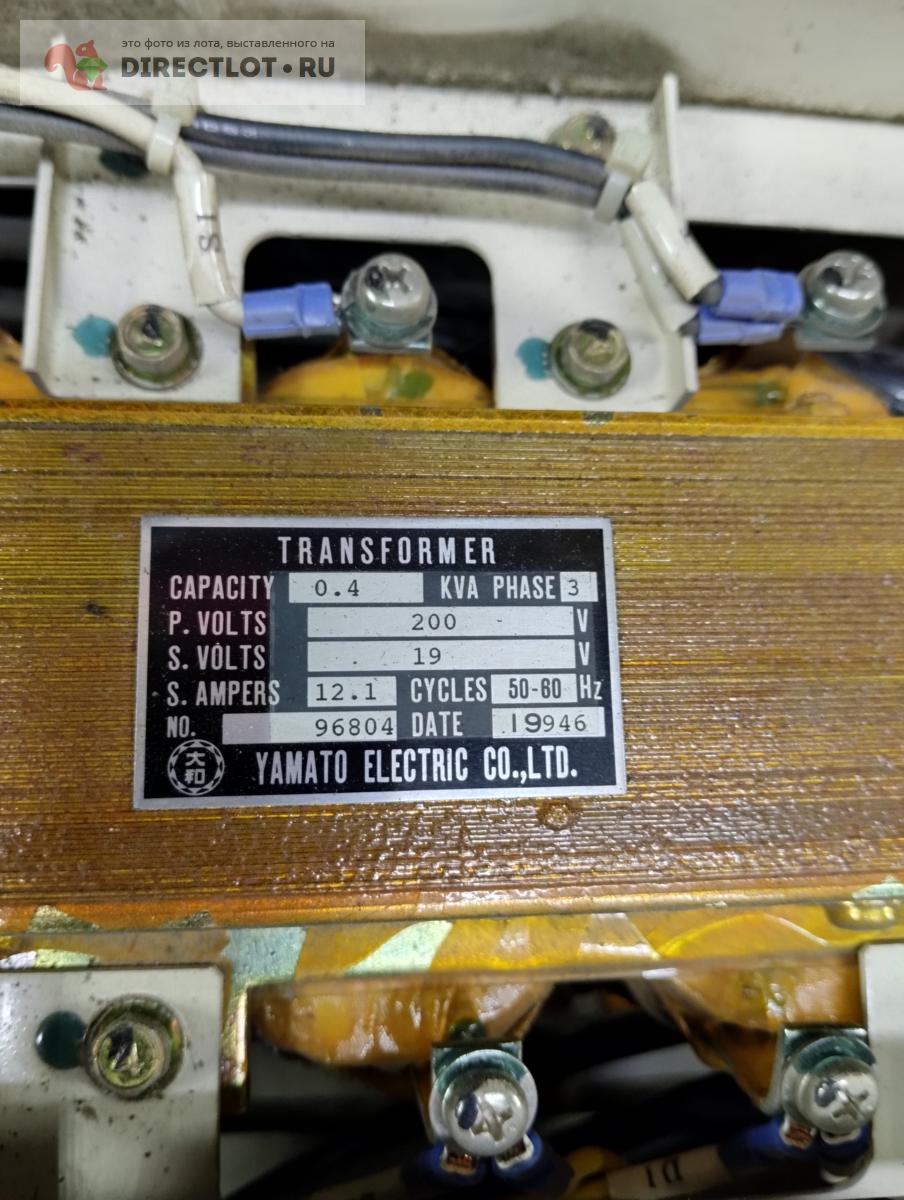 это фото из лота, выставленного на
DIRECTLOT•RU
S1
TRANSFORMER
CAPACITY 0.4 KVA PHASE 3
P. VOLTS 200 V
S. VOLTS 19 V
S. AMPERS 12.1 CYCLES 50-60 Hz
NO. 96804 DATE 19946
大和 YAMATO ELECTRIC CO.,LTD.
D1